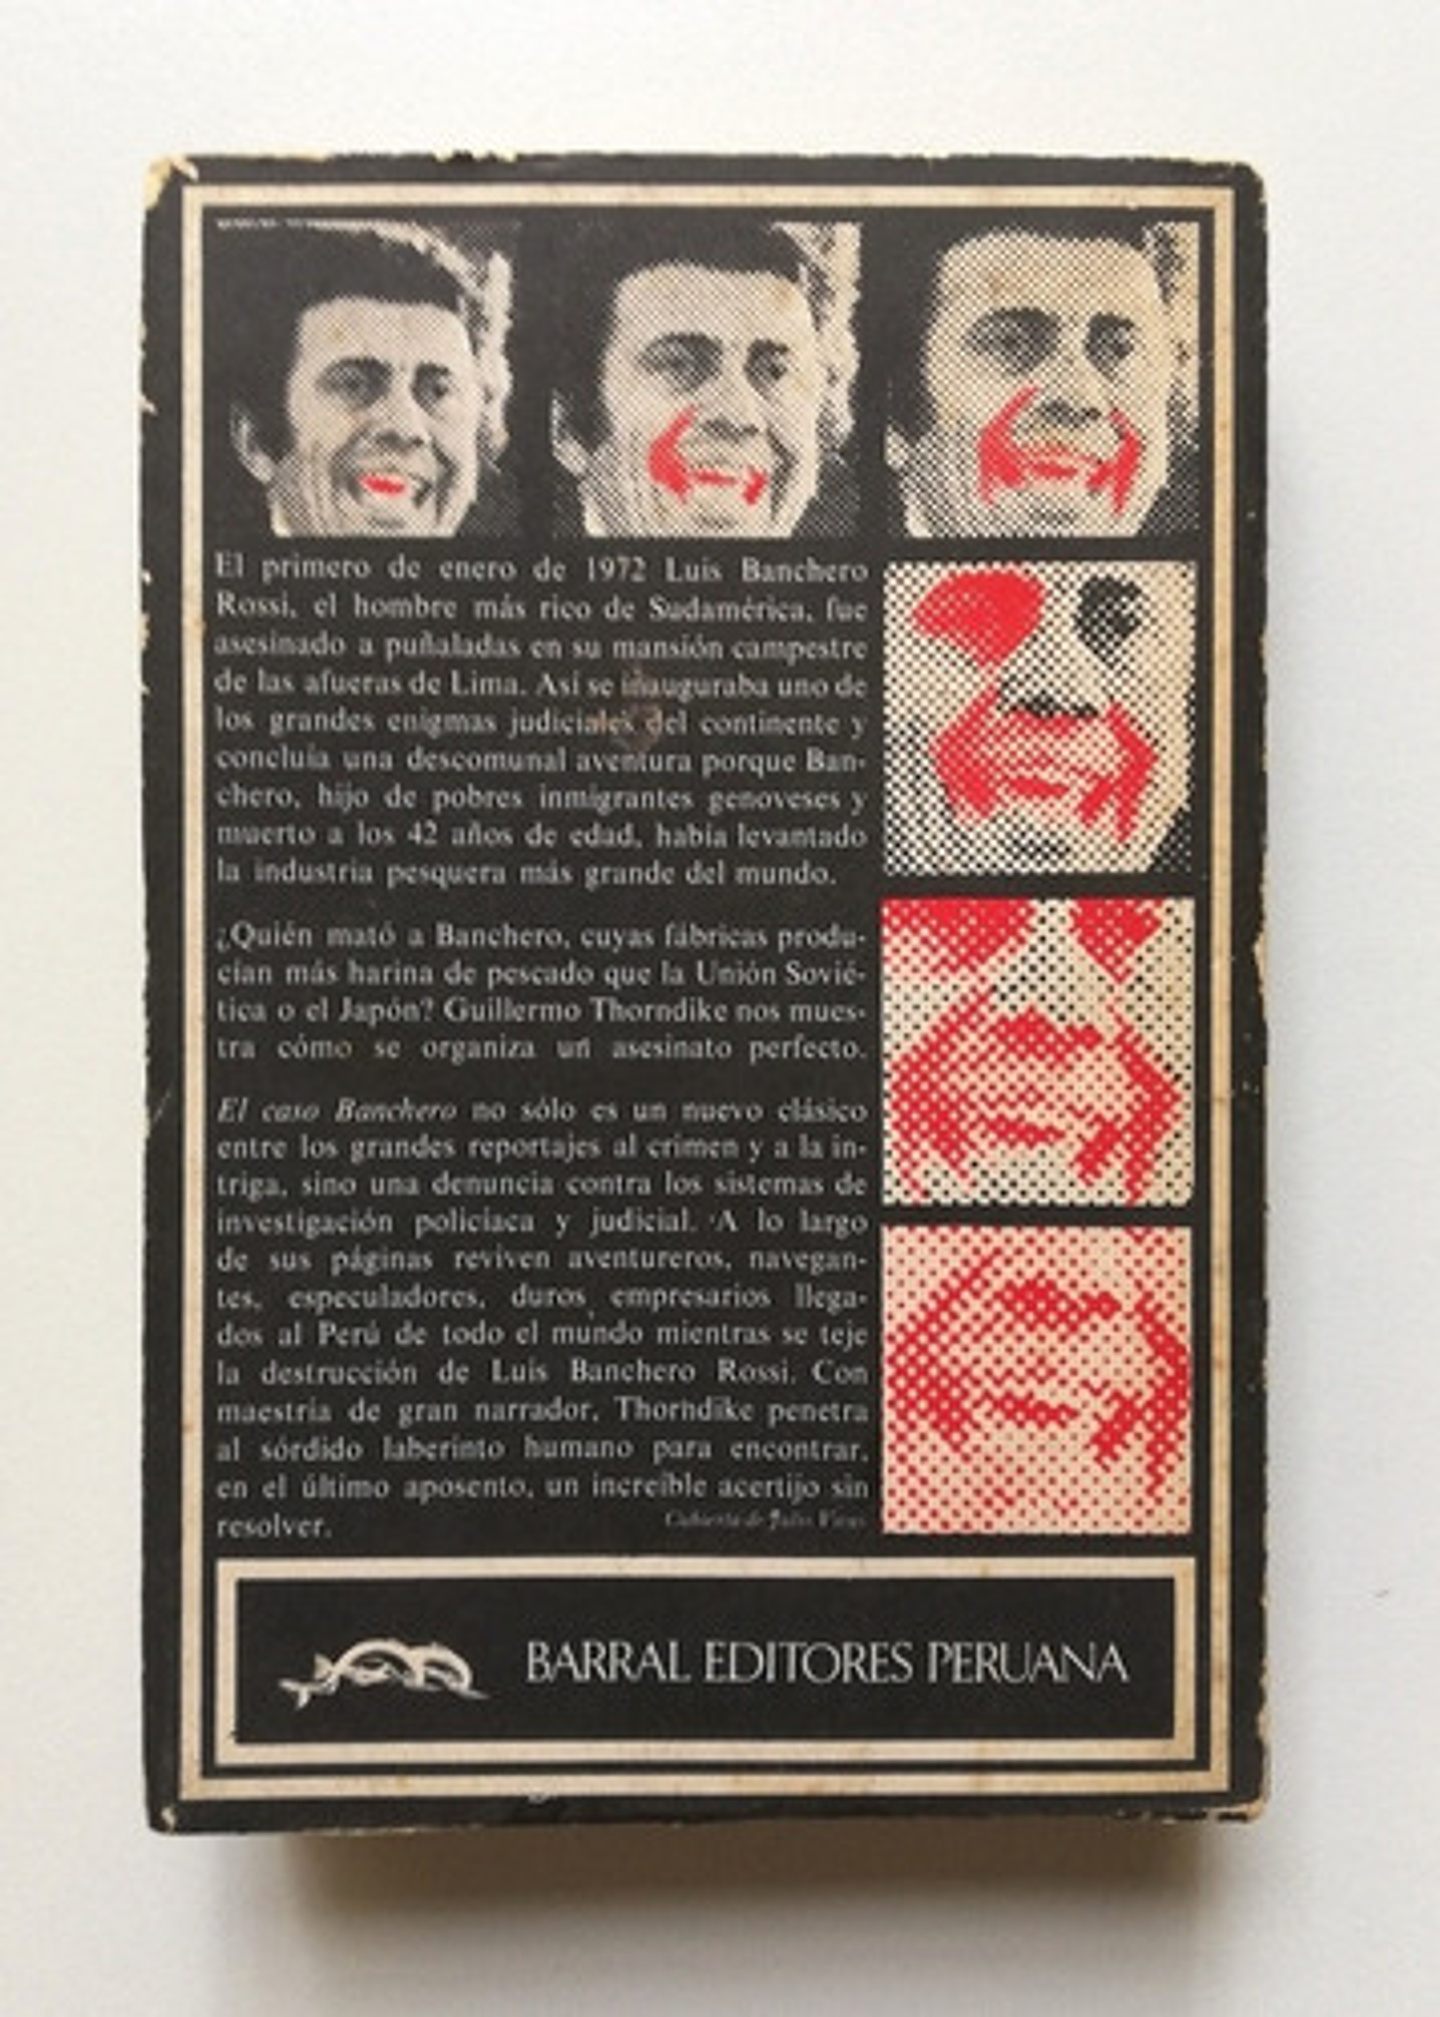 El primero de enero de 1972 Luis Banchero
Rossi, el hombre más rico de Sudamérica, fue
asesinado a puñaladas en su mansión campestre
de las afueras de Lima. Así se inauguraba uno de
los grandes enigmas judiciales del continente y
concluía una descomunal aventura porque Ban-
chero, hijo de pobres inmigrantes genoveses y
muerto a los 42 años de edad, había levantado
la industria pesquera más grande del mundo.
¿Quién mató a Banchero, cuyas fábricas produ-
cían más harina de pescado que la Unión Sovié-
tica o el Japón? Guillermo Thorndike nos mues-
tra cómo se organiza un asesinato perfecto.
El caso Banchero no sólo es un nuevo clásico
entre los grandes reportajes al crimen y a la in-
triga, sino una denuncia contra los sistemas de
investigación policíaca y judicial. A lo largo
de sus páginas reviven aventureros, navegan-
tes, especuladores, duros empresarios llega-
dos al Perú de todo el mundo mientras se teje
la destrucción de Luis Banchero Rossi. Con
maestría de gran narrador, Thorndike penetra
al sórdido laberinto humano para encontrar,
en el último aposento, un increíble acertijo sin
resolver.
Cubierta de Julio
BARRAL EDITORES PERUANA